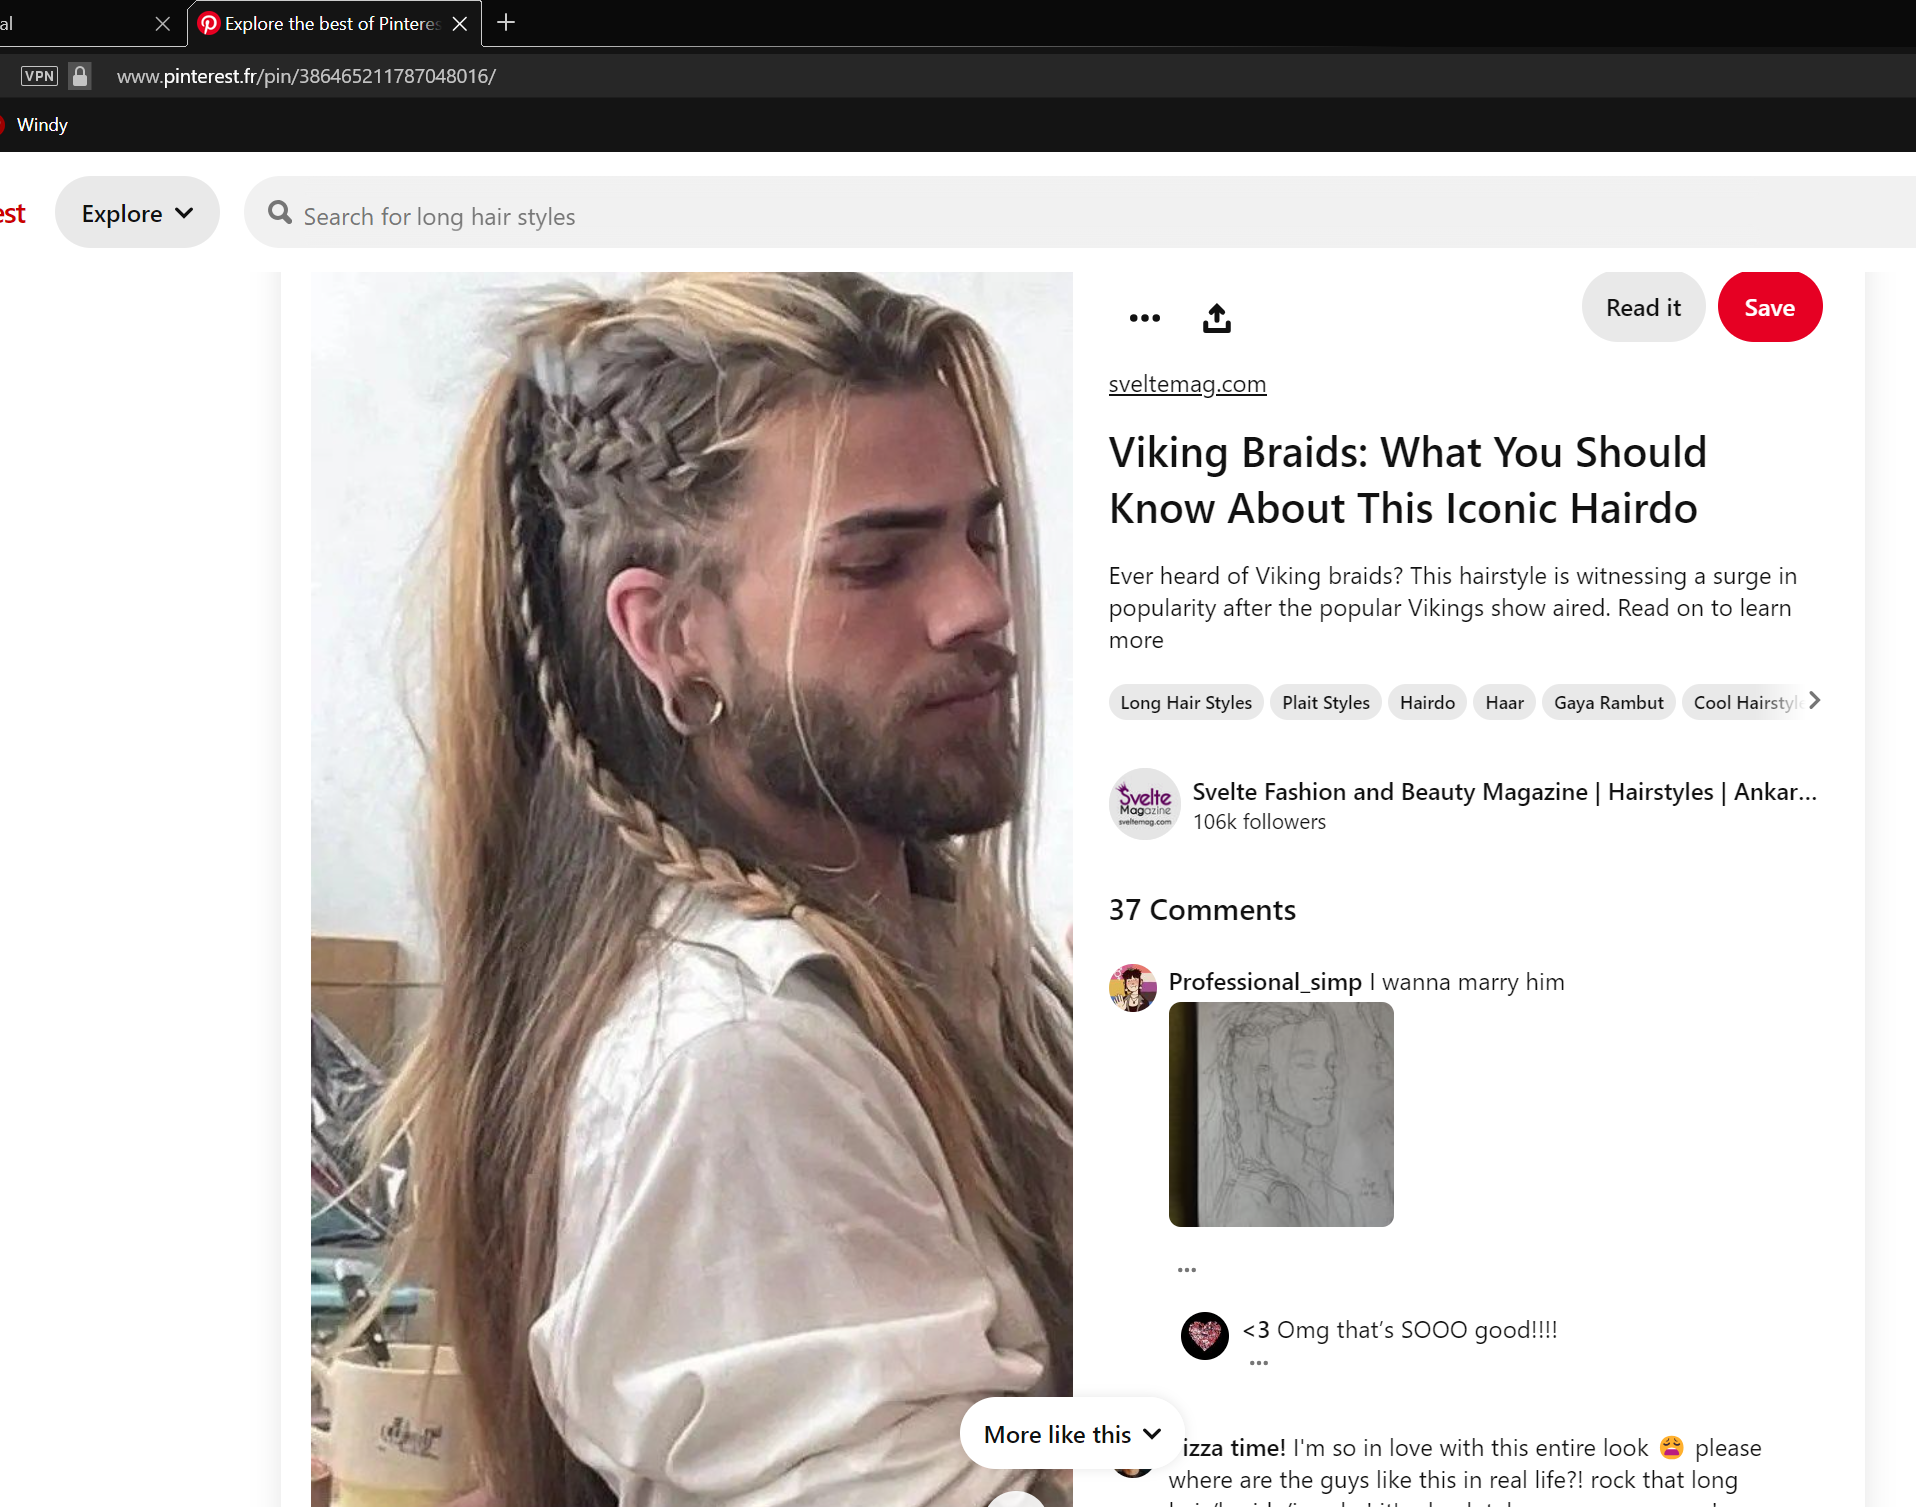 al
Explore the best of Pinteres
VPN
www.pinterest.fr/pin/386465211787048016/
Windy
est
Explore
Search for long hair styles
Read it
Save
sveltemag.com
Viking Braids: What You Should
Know About This Iconic Hairdo
Ever heard of Viking braids? This hairstyle is witnessing a surge in
popularity after the popular Vikings show aired. Read on to learn
more
Long Hair Styles
Plait Styles
Hairdo
Haar
Gaya Rambut
Cool Hairstyle
Svelte
Magazine
sveltemag.com
Svelte Fashion and Beauty Magazine | Hairstyles | Ankar...
106k followers
37 Comments
Professional_simp I wanna marry him
...
<3 Omg that's SOOO good!!!!
...
More like this
izza time! I'm so in love with this entire look 😩 please
where are the guys like this in real life?! rock that long